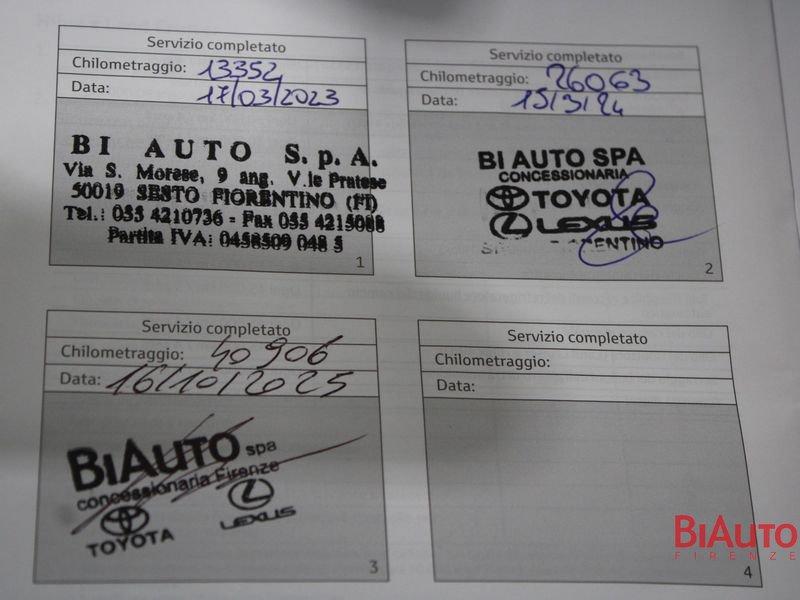 Servizio completato
Chilometraggio: 13352
Data: 17/03/2023
BI AUTO S.p.A.
Via S. Morese, 9 ang. V.le Pratese
50019 SESTO FIORENTINO (FI)
Tel.: 055 4210736 - Fax 055 4215088
Partita IVA: 0458509 048 5
1
Servizio completato
Chilometraggio: 26063
Data: 15/3/24
BI AUTO SPA
CONCESSIONARIA
TOYOTA
LEXUS
2
Servizio completato
Chilometraggio: 40906
Data: 16/10/2025
BIAUTO spa
concessionaria Firenze
TOYOTA
LEXUS
3
Servizio completato
Chilometraggio:
Data:
4
BIAUTO
FIRENZE